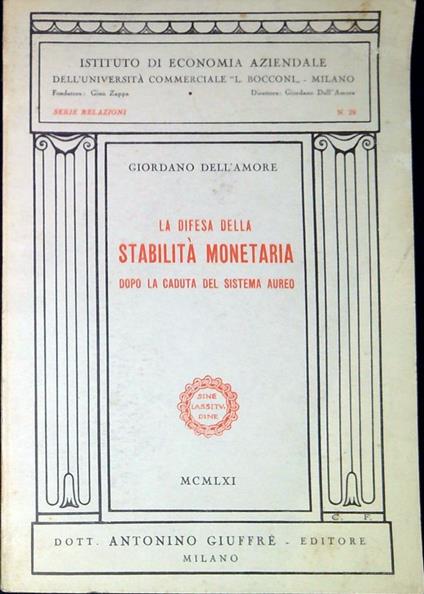 ISTITUTO DI ECONOMIA AZIENDALE
DELL'UNIVERSITÀ COMMERCIALE "L. BOCCONI„ - MILANO
Fondatore: Gino Zappa • Direttore: Giordano Dell'Amore
SERIE RELAZIONI N. 29
GIORDANO DELL'AMORE
LA DIFESA DELLA
STABILITÀ MONETARIA
DOPO LA CADUTA DEL SISTEMA AUREO
SINE
LASSITV
DINE
MCMLXI
C. F.
DOTT. ANTONINO GIUFFRÈ - EDITORE
MILANO